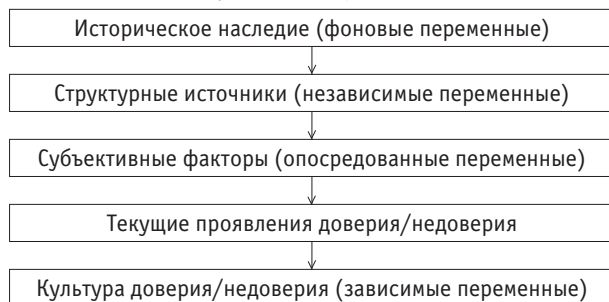 Историческое наследие (фоновые переменные)
Структурные источники (независимые переменные)
Субъективные факторы (опосредованные переменные)
Текущие проявления доверия/недоверия
Культура доверия/недоверия (зависимые переменные)